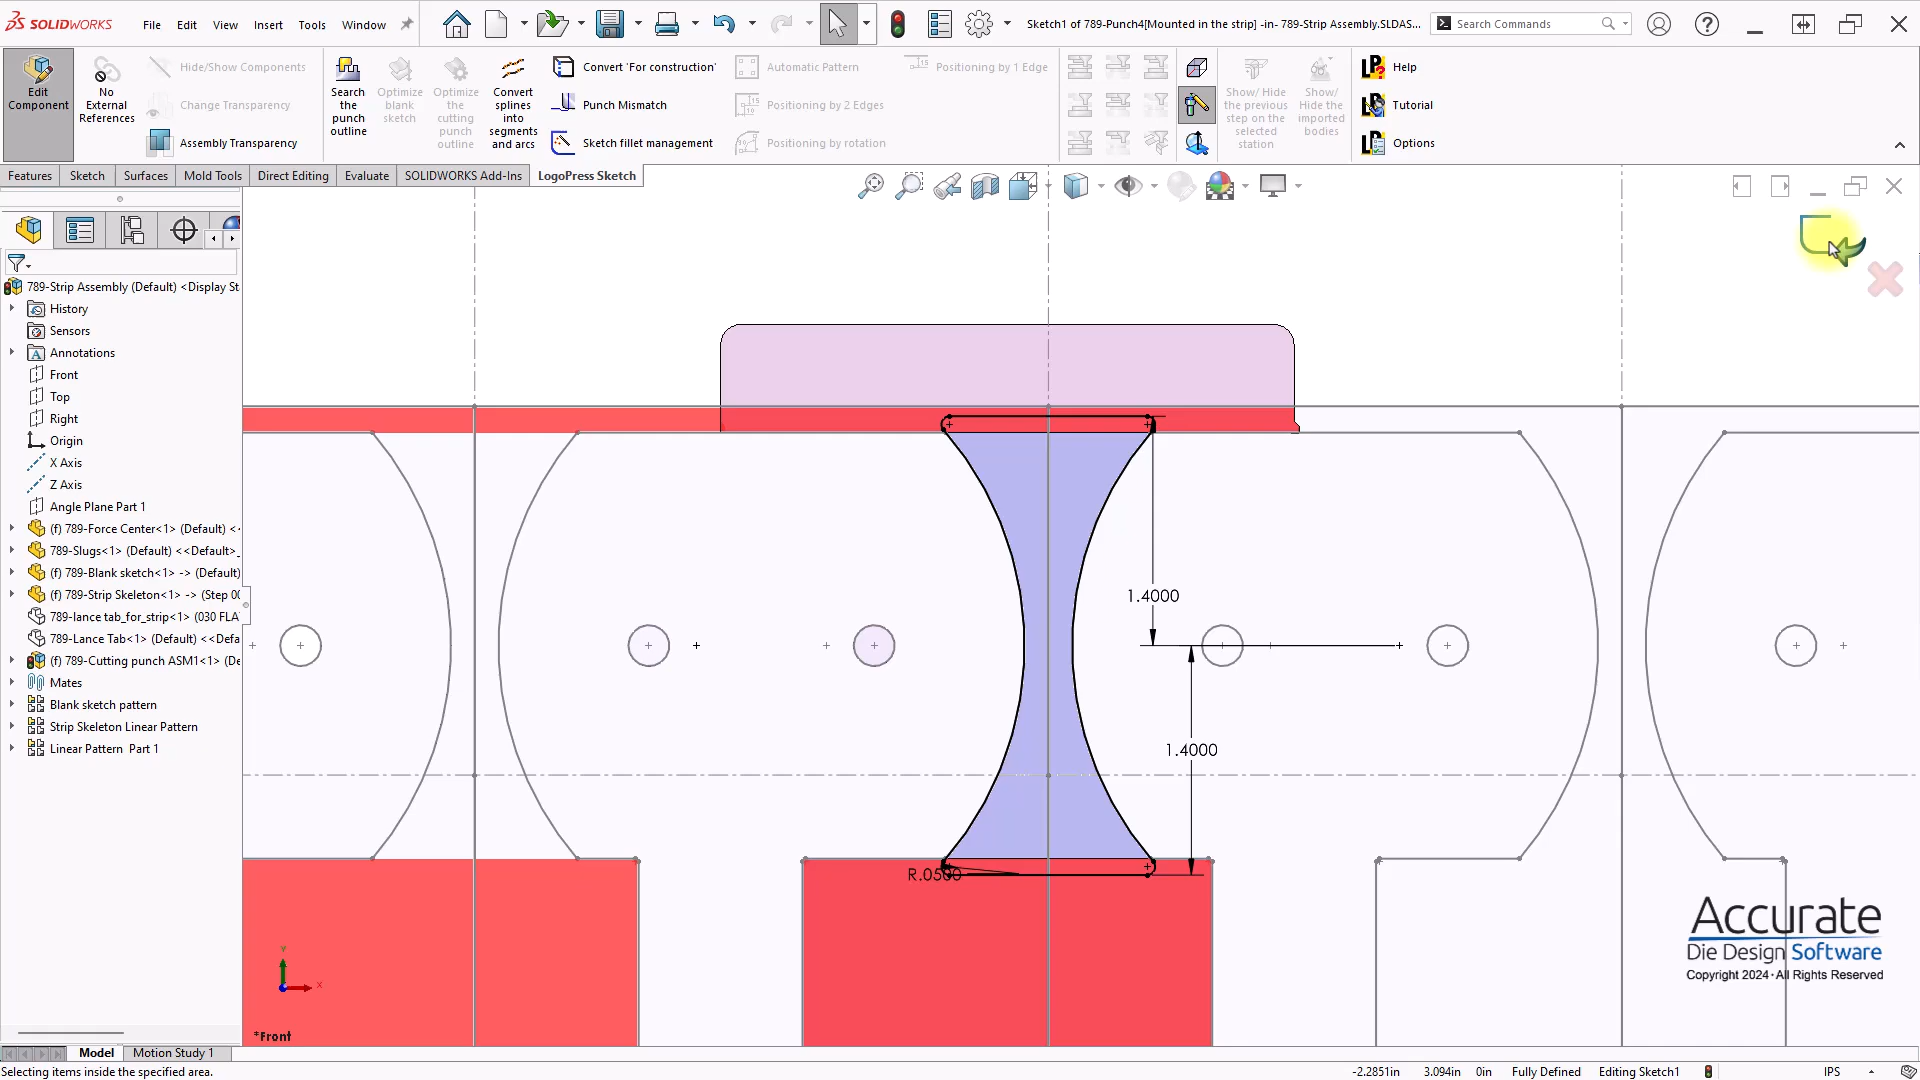 SOLIDWORKS
File
Edit
View
Insert
Tools
Window
Sketch1 of 789-Punch4[Mounted in the strip] -in- 789-Strip Assembly.SLDAS...
Search Commands
Edit
Component
No
External
References
Hide/Show Components
Change Transparency
Assembly Transparency
Search
the
punch
outline
Optimize
blank
sketch
Optimize
the
cutting
punch
outline
Convert
splines
into
segments
and arcs
Convert 'For construction'
Punch Mismatch
Sketch fillet management
Automatic Pattern
Positioning by 2 Edges
Positioning by rotation
Positioning by 1 Edge
Show/ Hide
the previous
step on the
selected
station
Show/
Hide the
imported
bodies
Help
Tutorial
Options
Features
Sketch
Surfaces
Mold Tools
Direct Editing
Evaluate
SOLIDWORKS Add-Ins
LogoPress Sketch
789-Strip Assembly (Default) <Display St
History
Sensors
Annotations
Front
Top
Right
Origin
X Axis
Z Axis
Angle Plane Part 1
(f) 789-Force Center<1> (Default) <
(f) 789-Slugs<1> (Default) <<Default>_
(f) 789-Blank sketch<1> -> (Default)
(f) 789-Strip Skeleton<1> -> (Step 00
789-lance tab_for_strip<1> (030 FLA
789-Lance Tab<1> (Default) <<Defa
(f) 789-Cutting punch ASM1<1> (De
Mates
Blank sketch pattern
Strip Skeleton Linear Pattern
Linear Pattern Part 1
1.4000
1.4000
R.0500
Y
X
*Front
Accurate
Die Design Software
Copyright 2024 · All Rights Reserved
Model
Motion Study 1
Selecting items inside the specified area.
-2.2851in
3.094in
0in
Fully Defined
Editing Sketch1
IPS